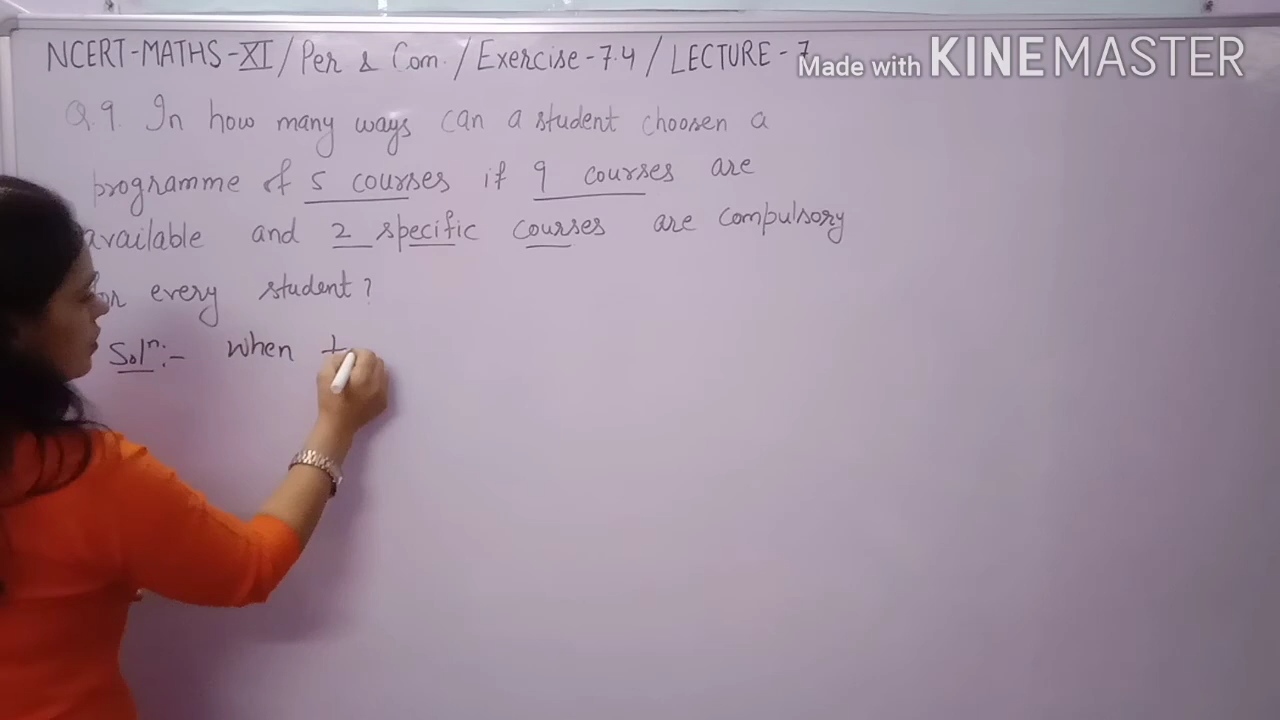 NCERT-MATHS-XI / Per & Com. / Exercise-7.4 / LECTURE-7
Made with KINEMASTER
Q.9. In how many ways can a student choosen a
programme of 5 courses if 9 courses are
available and 2 specific courses are compulsory
for every student?
Solⁿ:- When